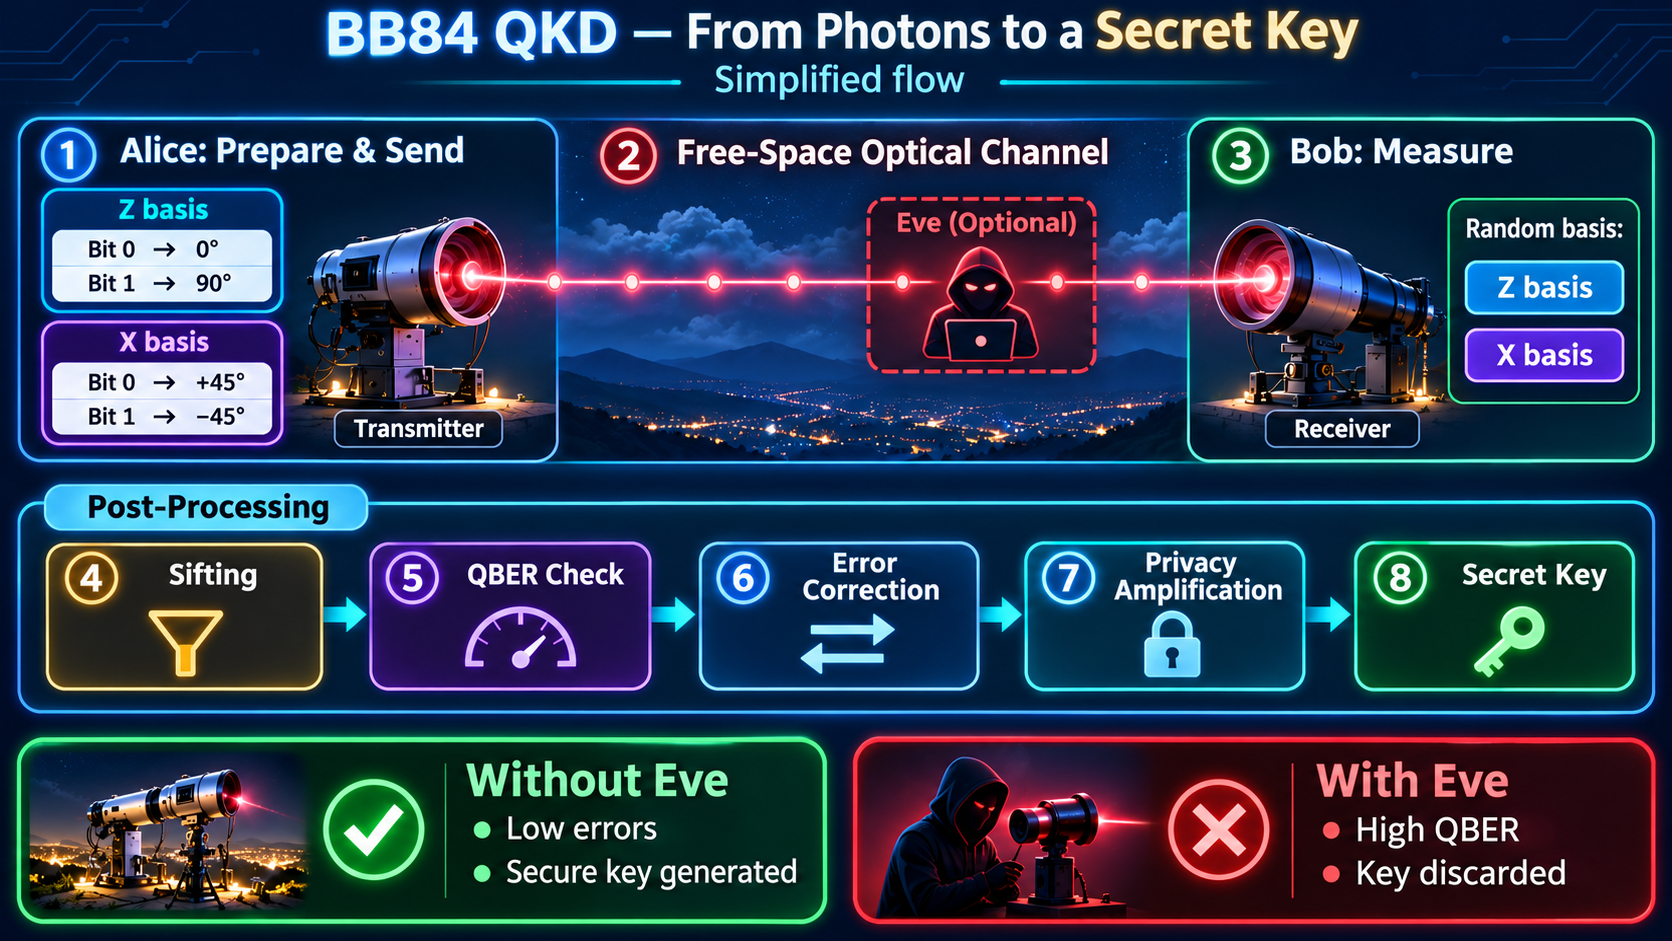 BB84 QKD — From Photons to a Secret Key
Simplified flow
1 Alice: Prepare & Send
Z basis
Bit 0 → 0°
Bit 1 → 90°
X basis
Bit 0 → +45°
Bit 1 → −45°
Transmitter
2 Free-Space Optical Channel
Eve (Optional)
3 Bob: Measure
Random basis:
Z basis
X basis
Receiver
Post-Processing
4 Sifting
5 QBER Check
6 Error
Correction
7 Privacy
Amplification
8 Secret Key
Without Eve
● Low errors
● Secure key generated
With Eve
● High QBER
● Key discarded